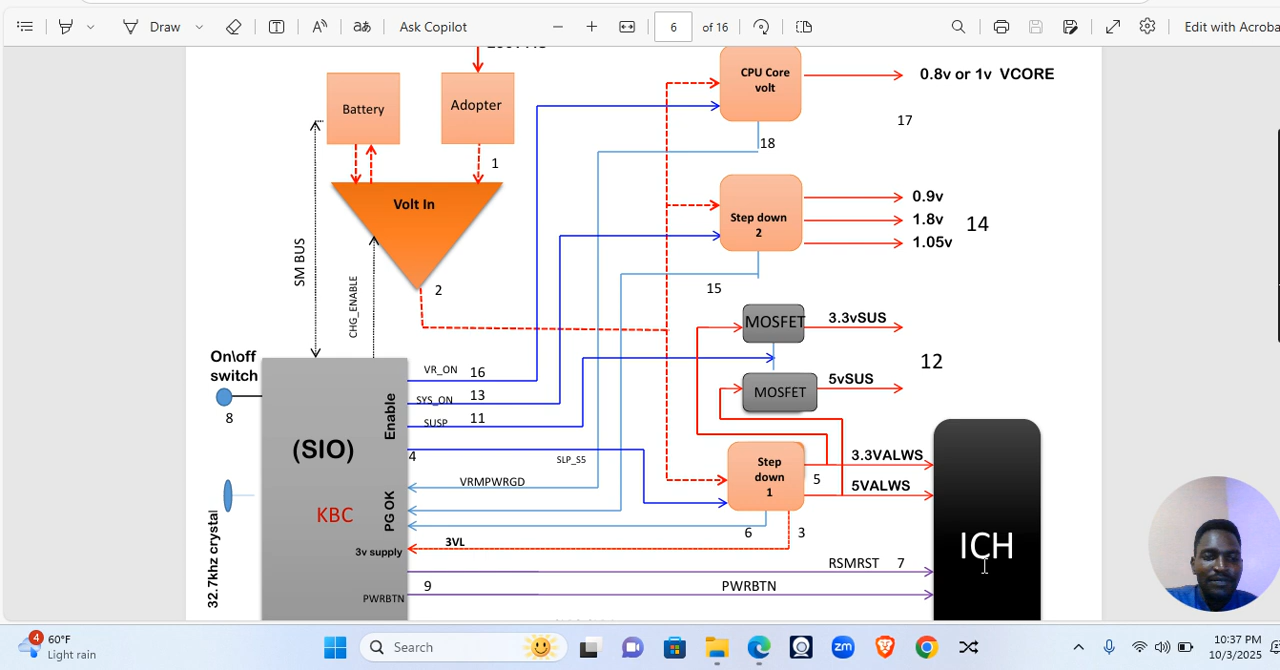 Draw
aあ
Ask Copilot
6
of 16
Edit with Acroba
Battery
Adopter
1
Volt In
2
SM BUS
CHG_ENABLE
CPU Core
volt
0.8v or 1v VCORE
17
18
Step down
2
0.9v
1.8v
1.05v
14
15
MOSFET
3.3vSUS
12
MOSFET
5vSUS
On\off
switch
8
(SIO)
KBC
32.7khz crystal
Enable
PG OK
3v supply
PWRBTN
VR_ON 16
SYS_ON 13
SUSP 11
4
SLP_S5
VRMPWRGD
3VL
Step
down
1
5
3.3VALWS
5VALWS
6
3
ICH
RSMRST 7
9
PWRBTN
4
60°F
Light rain
Search
zm
10:37 PM
10/3/2025